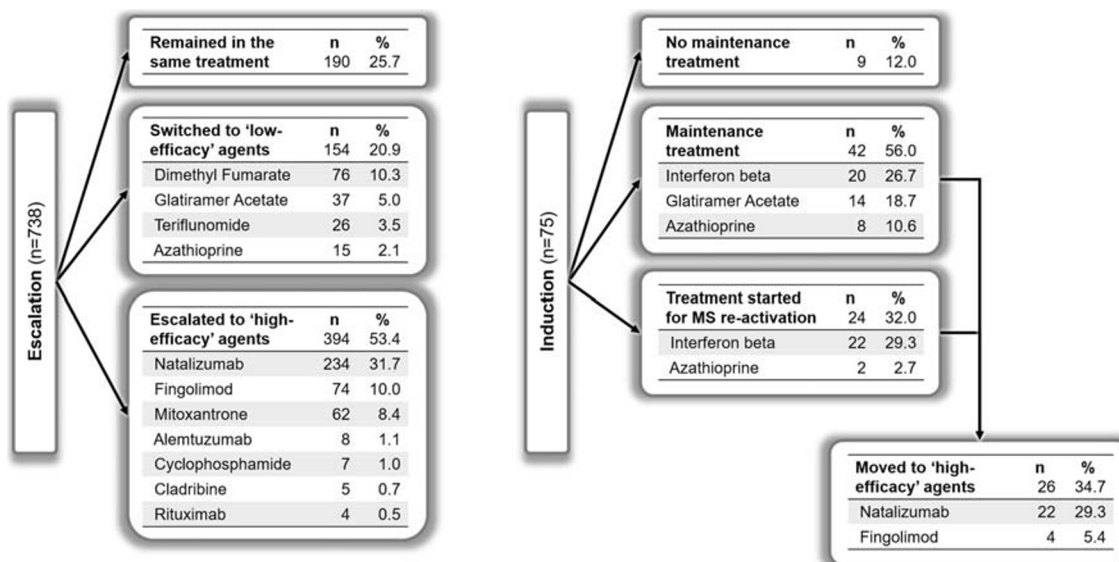 Escalation (n=738)
Remained in the n %
same treatment 190 25.7
Switched to 'low- n %
efficacy' agents 154 20.9
Dimethyl Fumarate 76 10.3
Glatiramer Acetate 37 5.0
Teriflunomide 26 3.5
Azathioprine 15 2.1
Escalated to 'high- n %
efficacy' agents 394 53.4
Natalizumab 234 31.7
Fingolimod 74 10.0
Mitoxantrone 62 8.4
Alemtuzumab 8 1.1
Cyclophosphamide 7 1.0
Cladribine 5 0.7
Rituximab 4 0.5
Induction (n=75)
No maintenance n %
treatment 9 12.0
Maintenance n %
treatment 42 56.0
Interferon beta 20 26.7
Glatiramer Acetate 14 18.7
Azathioprine 8 10.6
Treatment started n %
for MS re-activation 24 32.0
Interferon beta 22 29.3
Azathioprine 2 2.7
Moved to 'high- n %
efficacy' agents 26 34.7
Natalizumab 22 29.3
Fingolimod 4 5.4